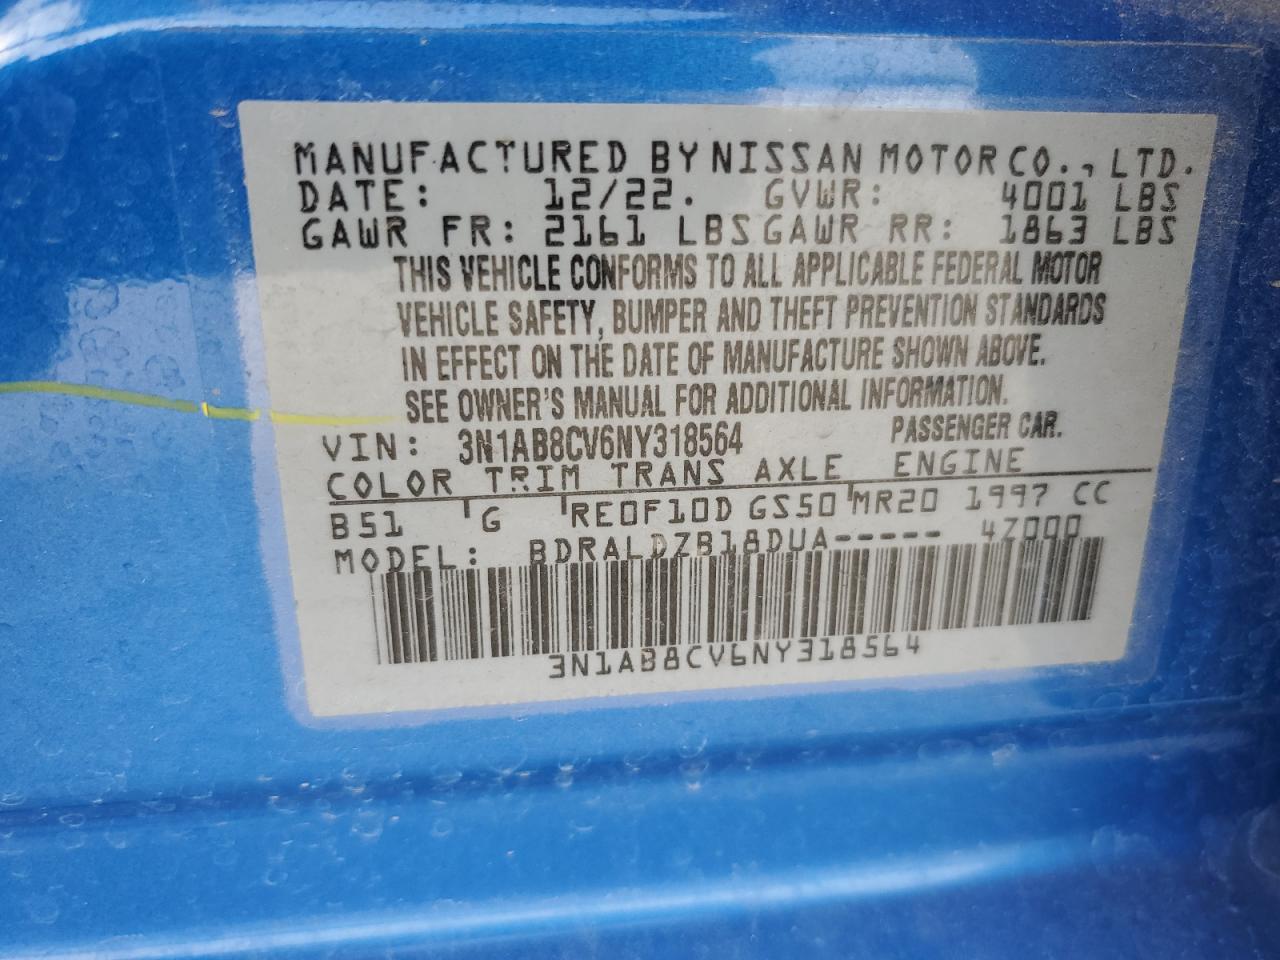 MANUFACTURED BY NISSAN MOTOR CO., LTD.
DATE: 12/22. GVWR: 4001 LBS
GAWR FR: 2161 LBS GAWR RR: 1863 LBS
THIS VEHICLE CONFORMS TO ALL APPLICABLE FEDERAL MOTOR
VEHICLE SAFETY, BUMPER AND THEFT PREVENTION STANDARDS
IN EFFECT ON THE DATE OF MANUFACTURE SHOWN ABOVE.
SEE OWNER'S MANUAL FOR ADDITIONAL INFORMATION.
VIN: 3N1AB8CV6NY318564 PASSENGER CAR.
COLOR TRIM TRANS AXLE ENGINE
B51 G RE0F10D GS50 MR20 1997 CC
MODEL: BDRALDZB18DUA----- 4Z000
3N1AB8CV6NY318564